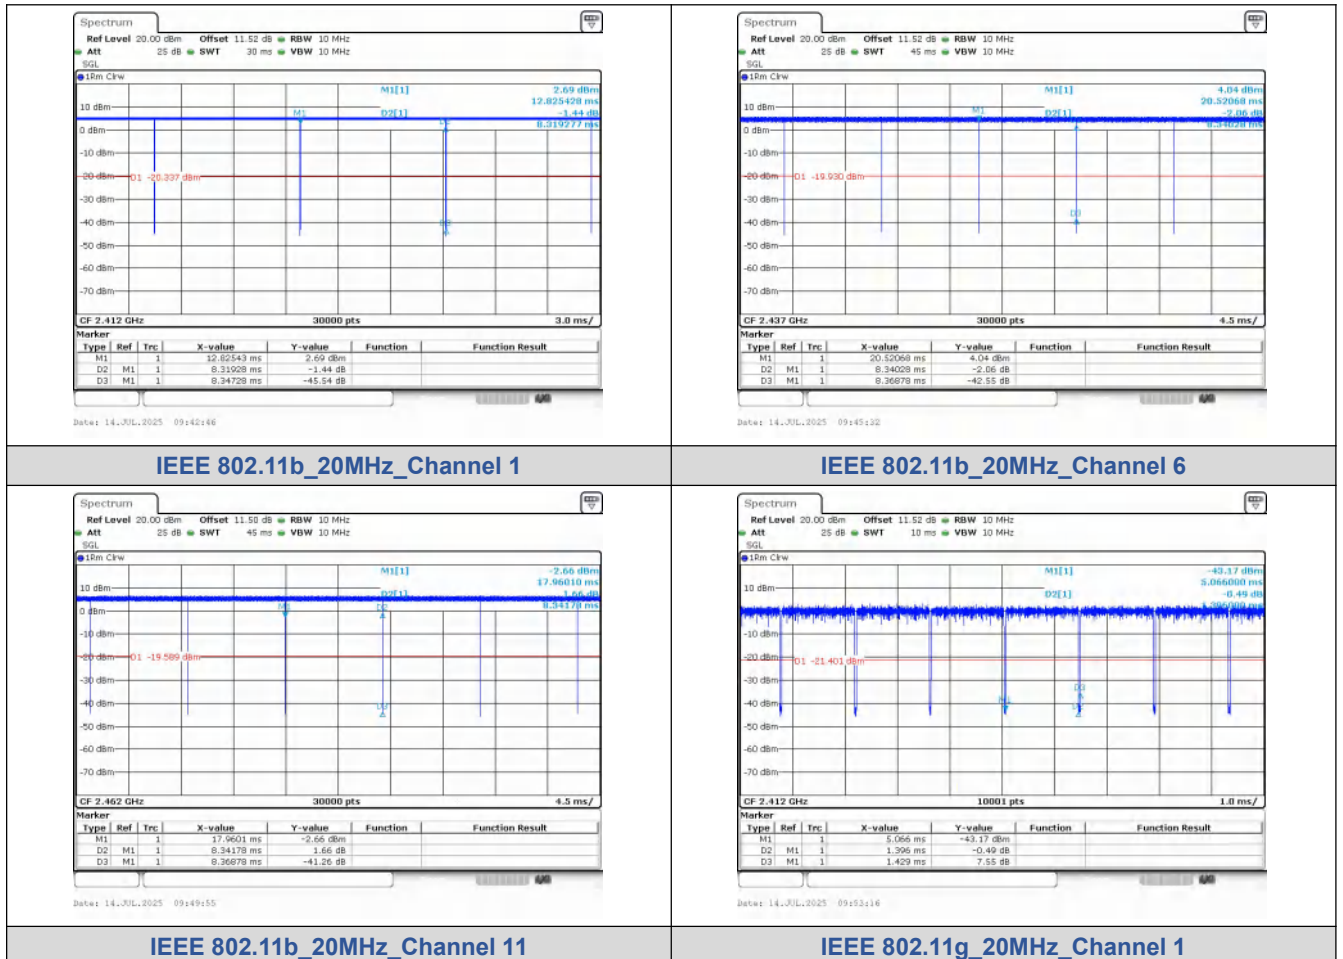 Spectrum
Ref Level 20.00 dBm Offset 11.52 dB RBW 10 MHz
Att 25 dB SWT 30 ms VBW 10 MHz
SGL
1Rm Clrw
M1[1] 2.69 dBm
12.825428 ms
D2[1] -1.44 dB
8.319277 ms
10 dBm
0 dBm
-10 dBm
-20 dBm
D1 -20.337 dBm
-30 dBm
-40 dBm
-50 dBm
-60 dBm
-70 dBm
M1
D3
CF 2.412 GHz 30000 pts 3.0 ms/
Marker
Type Ref Trc X-value Y-value Function Function Result
M1 1 12.82543 ms 2.69 dBm
D2 M1 1 8.31928 ms -1.44 dB
D3 M1 1 8.34728 ms -45.54 dB
Date: 14.JUL.2025 09:42:46
IEEE 802.11b_20MHz_Channel 1
Spectrum
Ref Level 20.00 dBm Offset 11.52 dB RBW 10 MHz
Att 25 dB SWT 45 ms VBW 10 MHz
SGL
1Rm Clrw
M1[1] 4.04 dBm
20.52068 ms
D2[1] -2.06 dB
8.34028 ms
10 dBm
0 dBm
-10 dBm
-20 dBm
D1 -19.930 dBm
-30 dBm
-40 dBm
-50 dBm
-60 dBm
-70 dBm
M1
D3
CF 2.437 GHz 30000 pts 4.5 ms/
Marker
Type Ref Trc X-value Y-value Function Function Result
M1 1 20.52068 ms 4.04 dBm
D2 M1 1 8.34028 ms -2.06 dB
D3 M1 1 8.36878 ms -42.55 dB
Date: 14.JUL.2025 09:45:32
IEEE 802.11b_20MHz_Channel 6
Spectrum
Ref Level 20.00 dBm Offset 11.50 dB RBW 10 MHz
Att 25 dB SWT 45 ms VBW 10 MHz
SGL
1Rm Clrw
M1[1] -2.66 dBm
17.96010 ms
D2[1] 1.66 dB
8.34178 ms
10 dBm
0 dBm
-10 dBm
-20 dBm
D1 -19.589 dBm
-30 dBm
-40 dBm
-50 dBm
-60 dBm
-70 dBm
M1
D2
D3
CF 2.462 GHz 30000 pts 4.5 ms/
Marker
Type Ref Trc X-value Y-value Function Function Result
M1 1 17.9601 ms -2.66 dBm
D2 M1 1 8.34178 ms 1.66 dB
D3 M1 1 8.36878 ms -41.26 dB
Date: 14.JUL.2025 09:49:55
IEEE 802.11b_20MHz_Channel 11
Spectrum
Ref Level 20.00 dBm Offset 11.52 dB RBW 10 MHz
Att 25 dB SWT 10 ms VBW 10 MHz
SGL
1Rm Clrw
M1[1] -43.17 dBm
5.066000 ms
D2[1] -0.49 dB
1.396000 ms
10 dBm
-10 dBm
-20 dBm
D1 -21.401 dBm
-30 dBm
-40 dBm
-50 dBm
-60 dBm
-70 dBm
M1
D3
CF 2.412 GHz 10001 pts 1.0 ms/
Marker
Type Ref Trc X-value Y-value Function Function Result
M1 1 5.066 ms -43.17 dBm
D2 M1 1 1.396 ms -0.49 dB
D3 M1 1 1.429 ms 7.55 dB
Date: 14.JUL.2025 09:53:16
IEEE 802.11g_20MHz_Channel 1